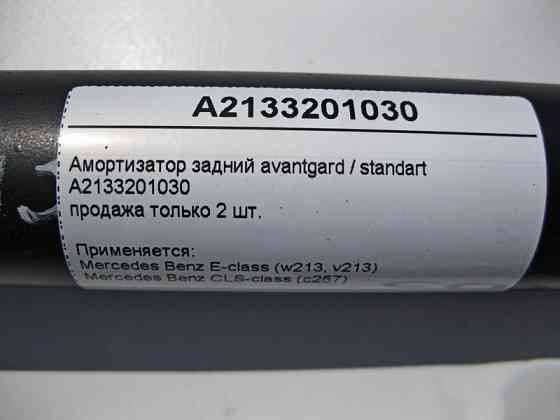 A2133201030
Амортизатор задний avantgard / standart
A2133201030
продажа только 2 шт.
Применяется:
Mercedes Benz E-class (w213, v213)
Mercedes Benz CLS-class (c257)